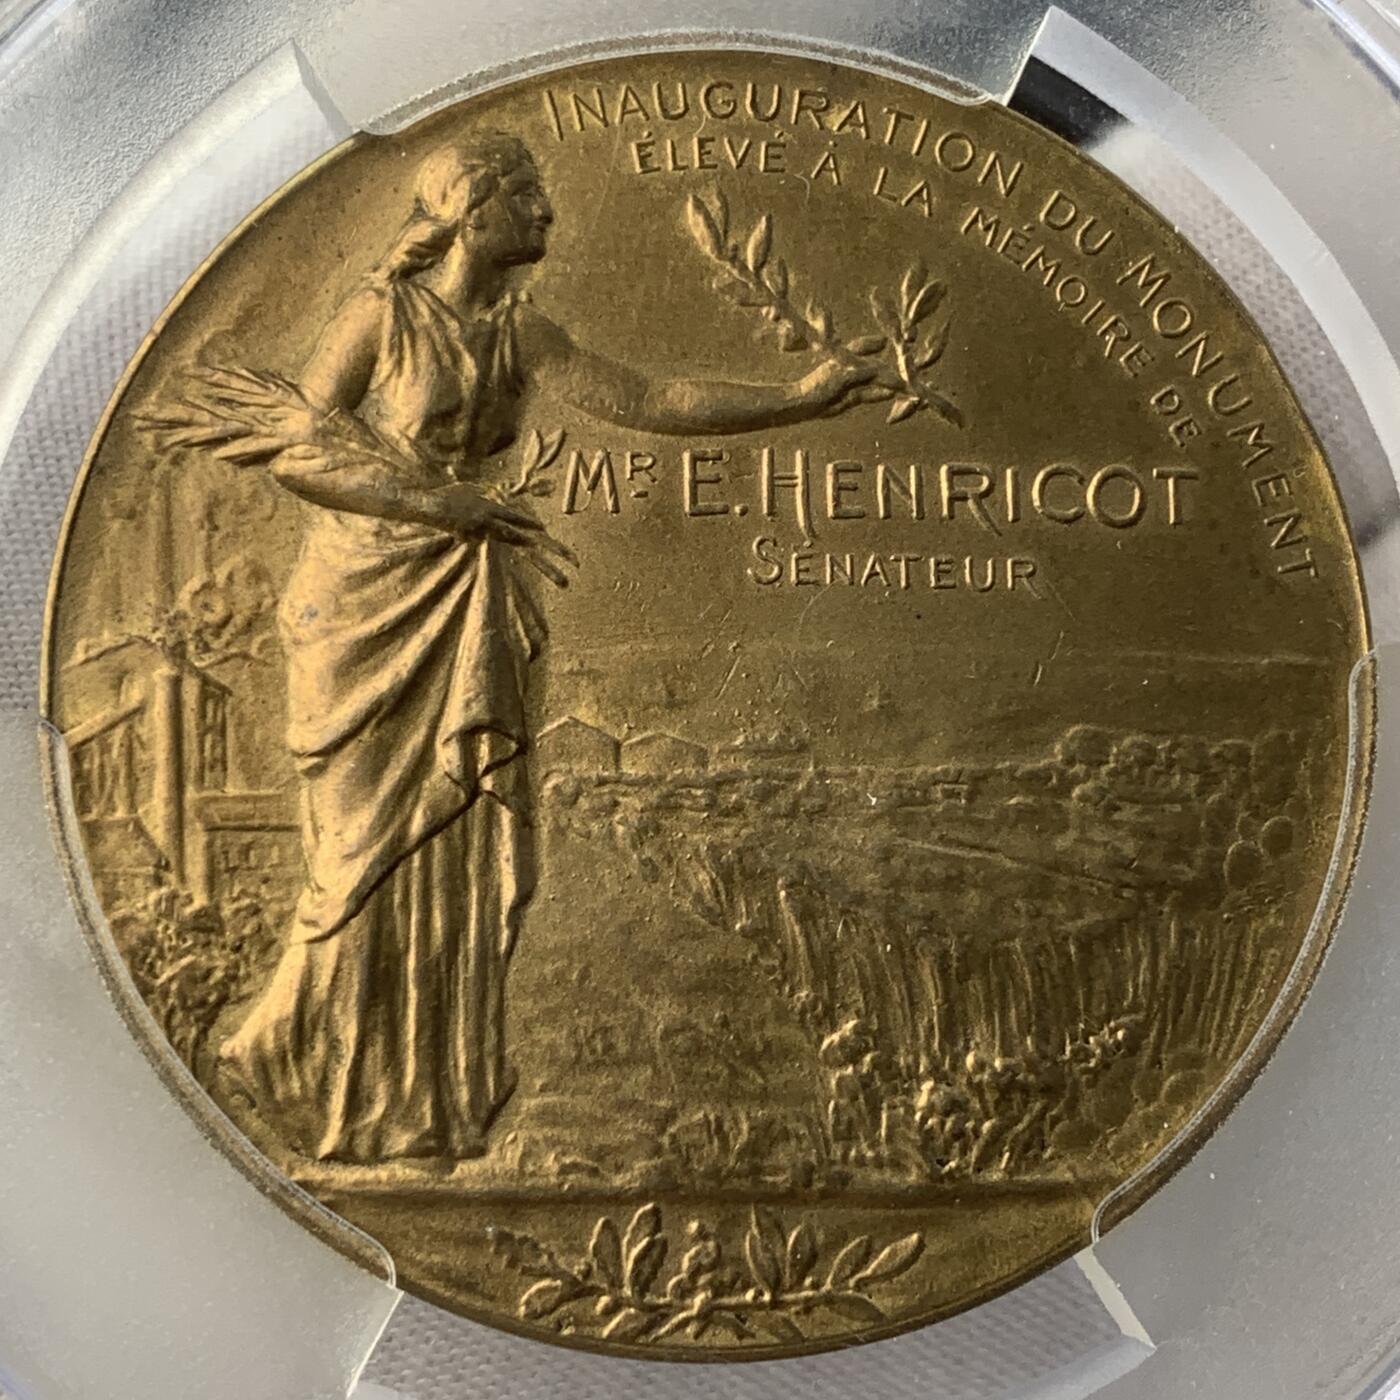 INAUGURATION DU MONUMENT
ÉLEVÉ À LA MÉMOIRE DE
MR E. HENRICOT
SÉNATEUR